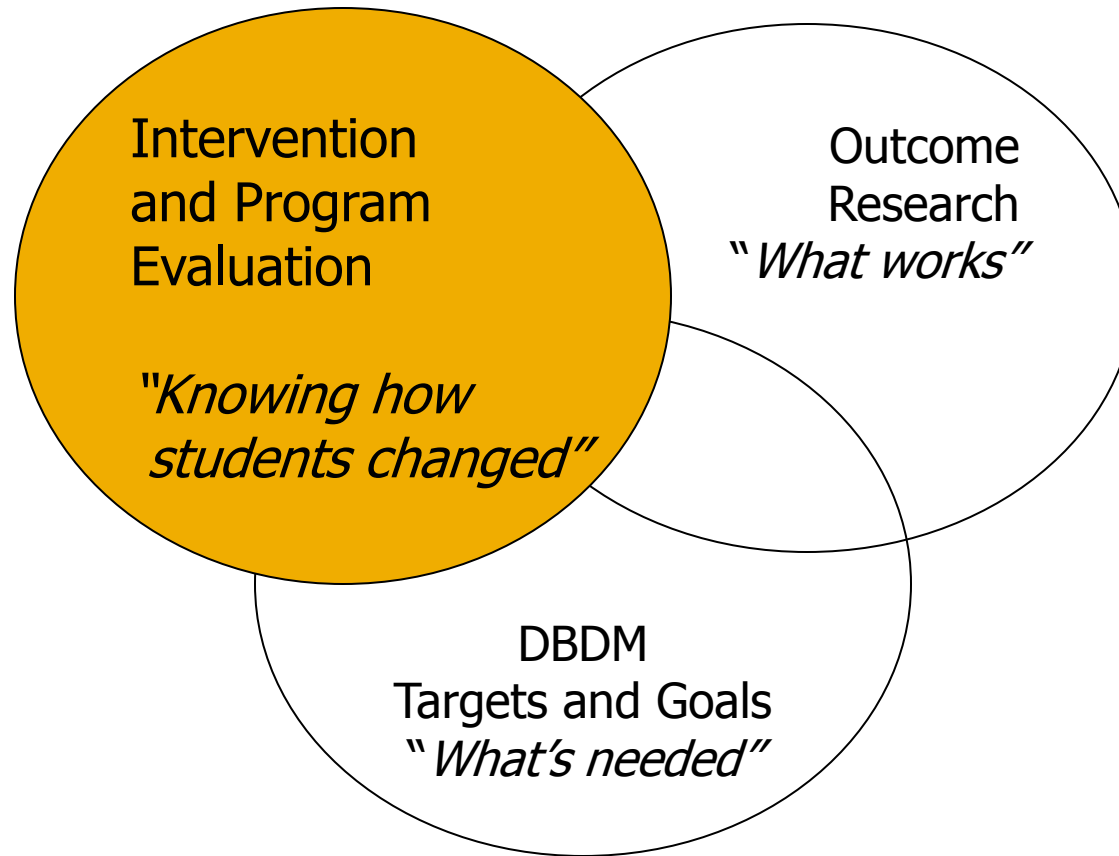 Intervention
and Program
Evaluation
“Knowing how
students changed”
Outcome
Research
“What works”
DBDM
Targets and Goals
“What’s needed”